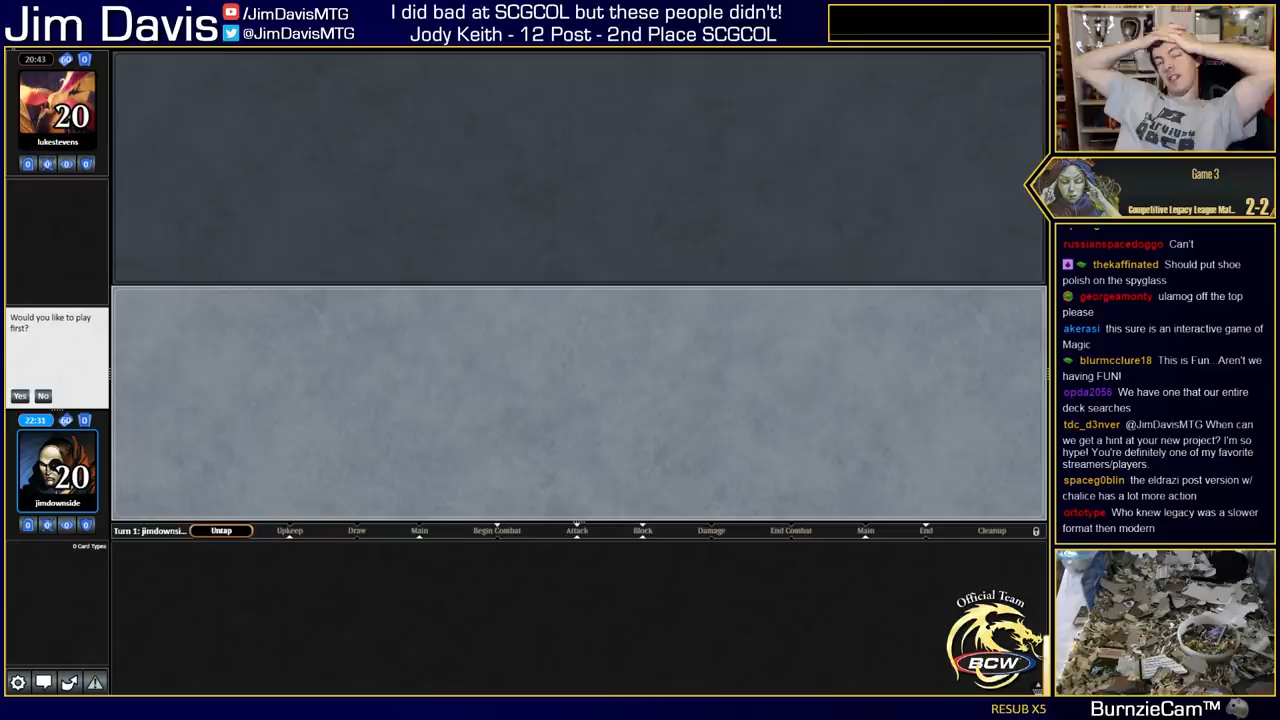 Jim Davis
/JimDavisMTG
@JimDavisMTG
I did bad at SCGCOL but these people didn't!
Jody Keith - 12 Post - 2nd Place SCGCOL
20:43
20
lukestevens
Would you like to play
first?
Yes No
22:31
20
jimdownside
0 Card Types
Turn 1: jimdownsi... Untap Upkeep Draw Main Begin Combat Attack Block Damage End Combat Main End Cleanup
Official Team
BCW
Game 3
Competitive Legacy League Mat... 2-2
russianspacedoggo Can't
thekaffinated Should put shoe
polish on the spyglass
georgeamonty ulamog off the top
please
akerasi this sure is an interactive game of
Magic
blurmcclure18 This is Fun...Aren't we
having FUN!
opda2056 We have one that our entire
deck searches
tdc_d3nver @JimDavisMTG When can
we get a hint at your new project? I'm so
hype! You're definitely one of my favorite
streamers/players.
spaceg0blin the eldrazi post version w/
chalice has a lot more action
ortotype Who knew legacy was a slower
format then modern
RESUB X5
BurnzieCam™